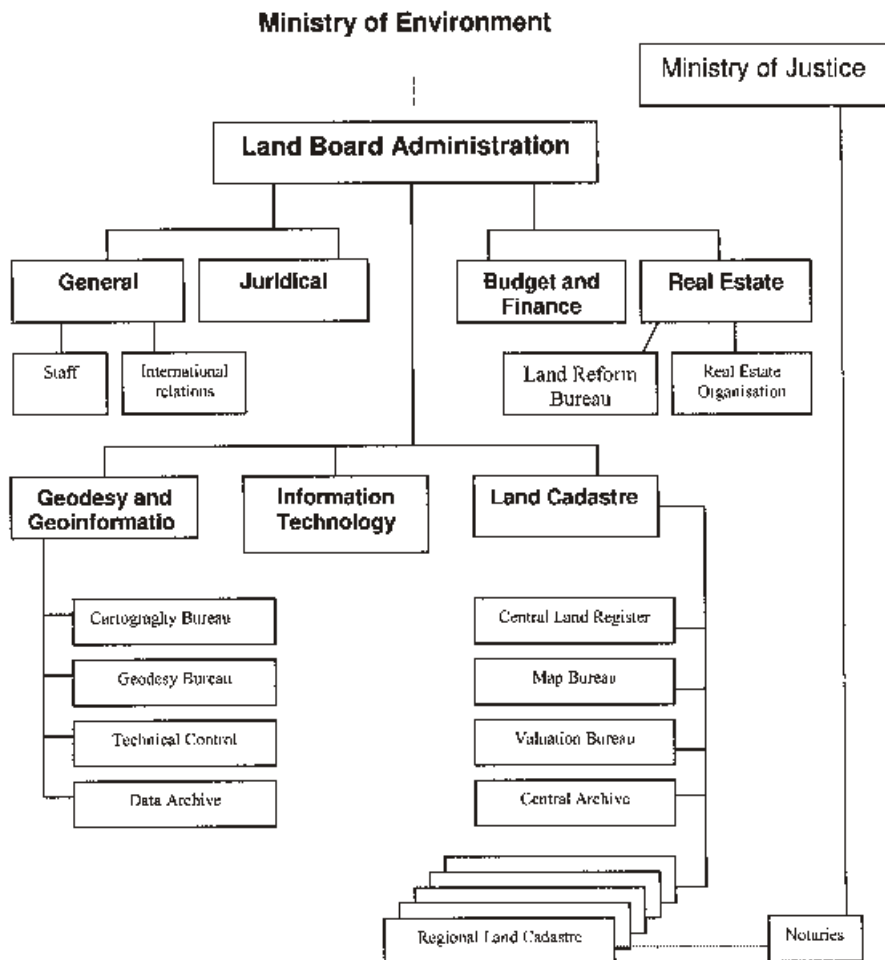 Ministry of Environment
Ministry of Justice
Land Board Administration
General
Juridical
Budget and
Finance
Real Estate
Staff
International
relations
Land Reform
Bureau
Real Estate
Organisation
Geodesy and
Geoinformatio
Information
Technology
Land Cadastre
Cartography Bureau
Central Land Register
Geodesy Bureau
Map Bureau
Technical Control
Valuation Bureau
Data Archive
Central Archive
Regional Land Cadastre
Notaries